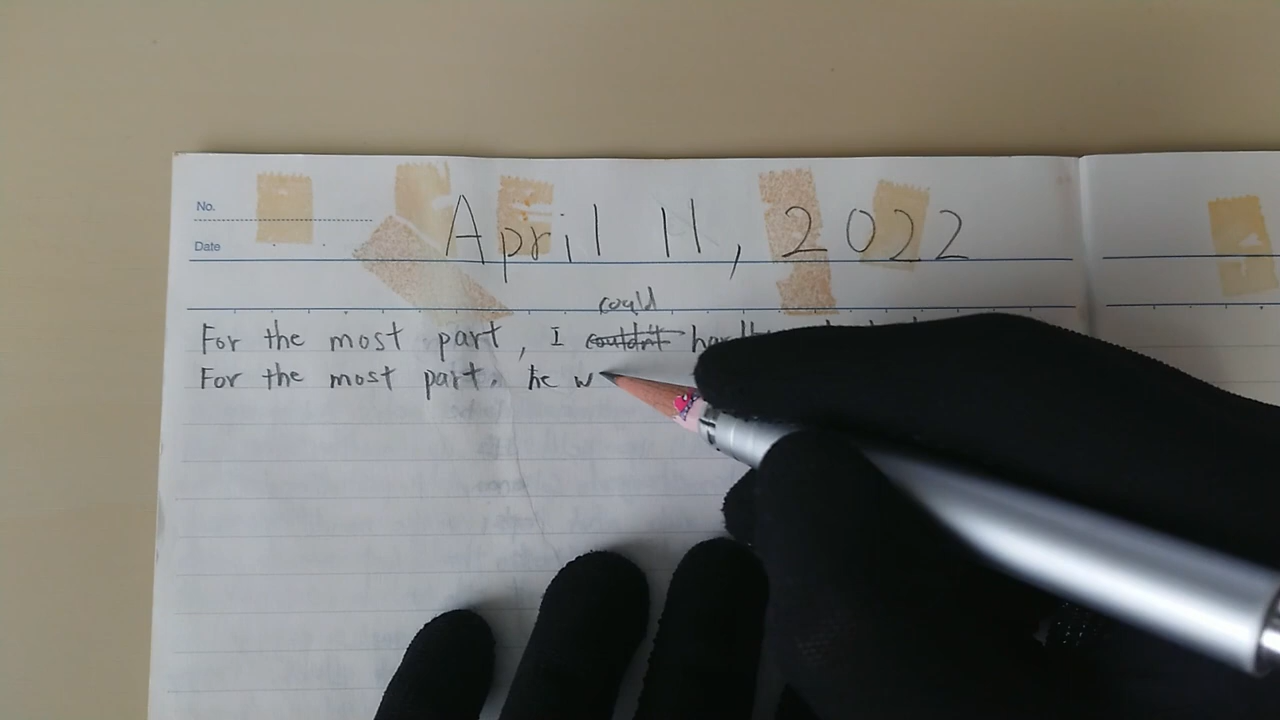 No.
Date
April 11, 2022
could
For the most part, I couldn't
For the most part, he w